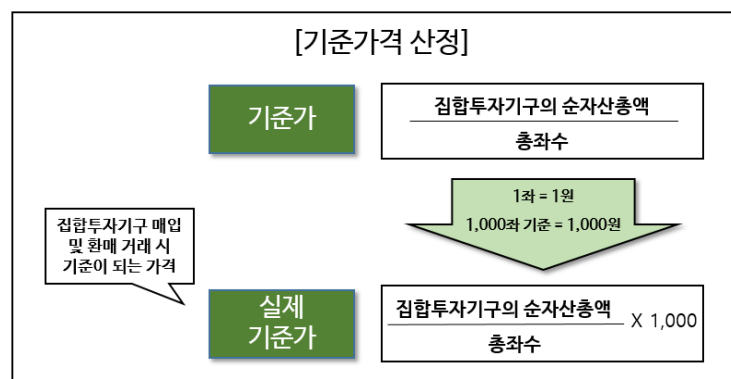 [기준가격 산정]
기준가
집합투자기구의 순자산총액
총좌수
1좌 = 1원
1,000좌 기준 = 1,000원
집합투자기구 매입
및 환매 거래 시
기준이 되는 가격
실제
기준가
집합투자기구의 순자산총액
총좌수
X 1,000